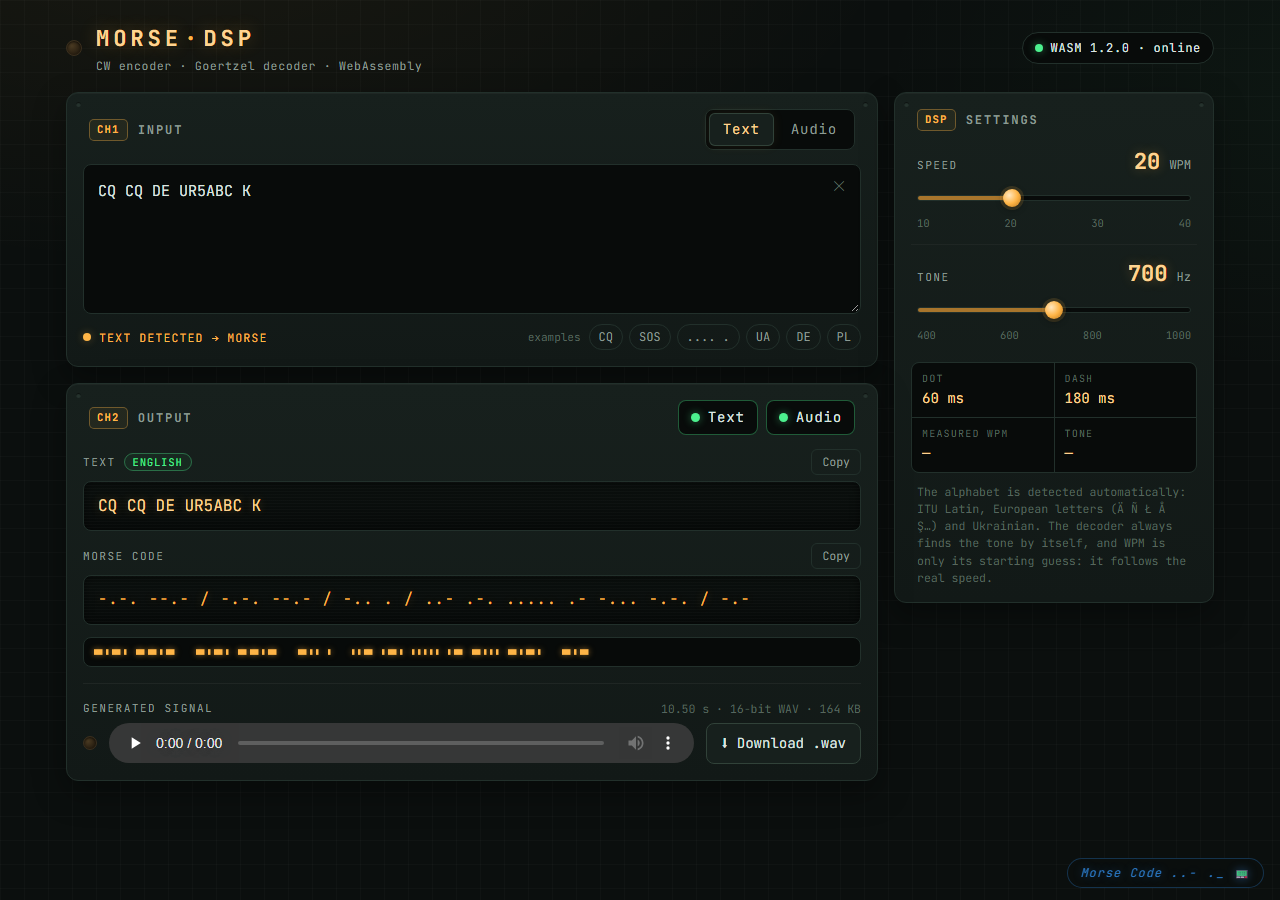 MORSE·DSP
CW encoder · Goertzel decoder · WebAssembly
WASM 1.2.0 · online
CH1 INPUT
Text Audio
CQ CQ DE UR5ABC K
TEXT DETECTED → MORSE
examples CQ SOS .... . UA DE PL
CH2 OUTPUT
Text Audio
TEXT ENGLISH
Copy
CQ CQ DE UR5ABC K
MORSE CODE
Copy
-.-. --.- / -.-. --.- / -.. . / ..- .-. ..... .- -... -.-. / -.-
GENERATED SIGNAL
10.50 s · 16-bit WAV · 164 KB
0:00 / 0:00
⬇ Download .wav
DSP SETTINGS
SPEED 20 WPM
10 20 30 40
TONE 700 Hz
400 600 800 1000
DOT
60 ms
DASH
180 ms
MEASURED WPM
—
TONE
—
The alphabet is detected automatically:
ITU Latin, European letters (Ä Ñ Ł Å
Ş…) and Ukrainian. The decoder always
finds the tone by itself, and WPM is
only its starting guess: it follows the
real speed.
Morse Code ..- ._